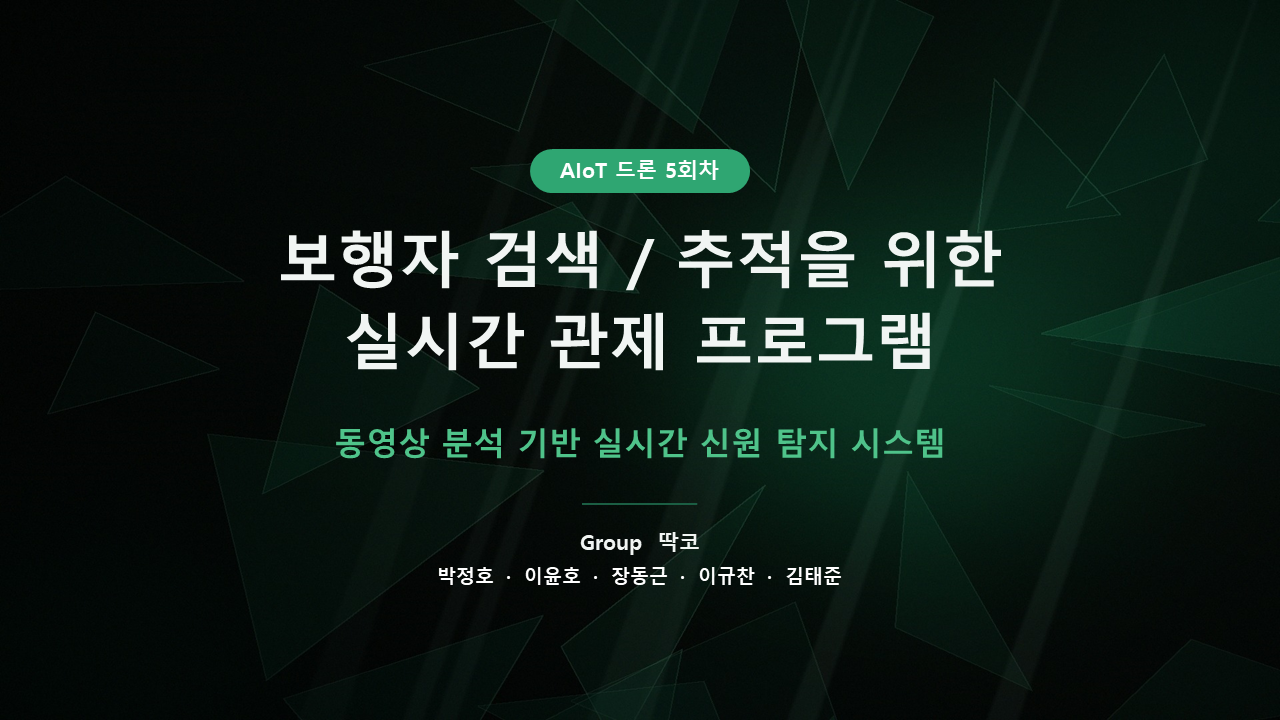 AIoT 드론 5회차
보행자 검색 / 추적을 위한
실시간 관제 프로그램
동영상 분석 기반 실시간 신원 탐지 시스템
Group 딱코
박정호 · 이윤호 · 장동근 · 이규찬 · 김태준